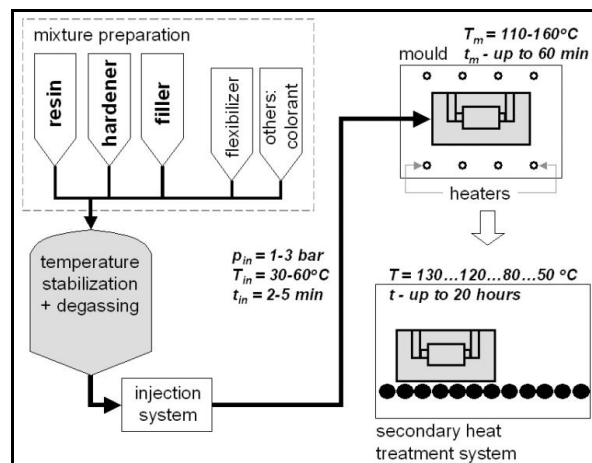 mixture preparation
resin
hardener
filler
flexibilizer
others:
colorant
temperature
stabilization
+ degassing
injection
system
p_in = 1-3 bar
T_in = 30-60°C
t_in = 2-5 min
T_m = 110-160°C
mould t_m - up to 60 min
heaters
T = 130...120...80...50 °C
t - up to 20 hours
secondary heat
treatment system